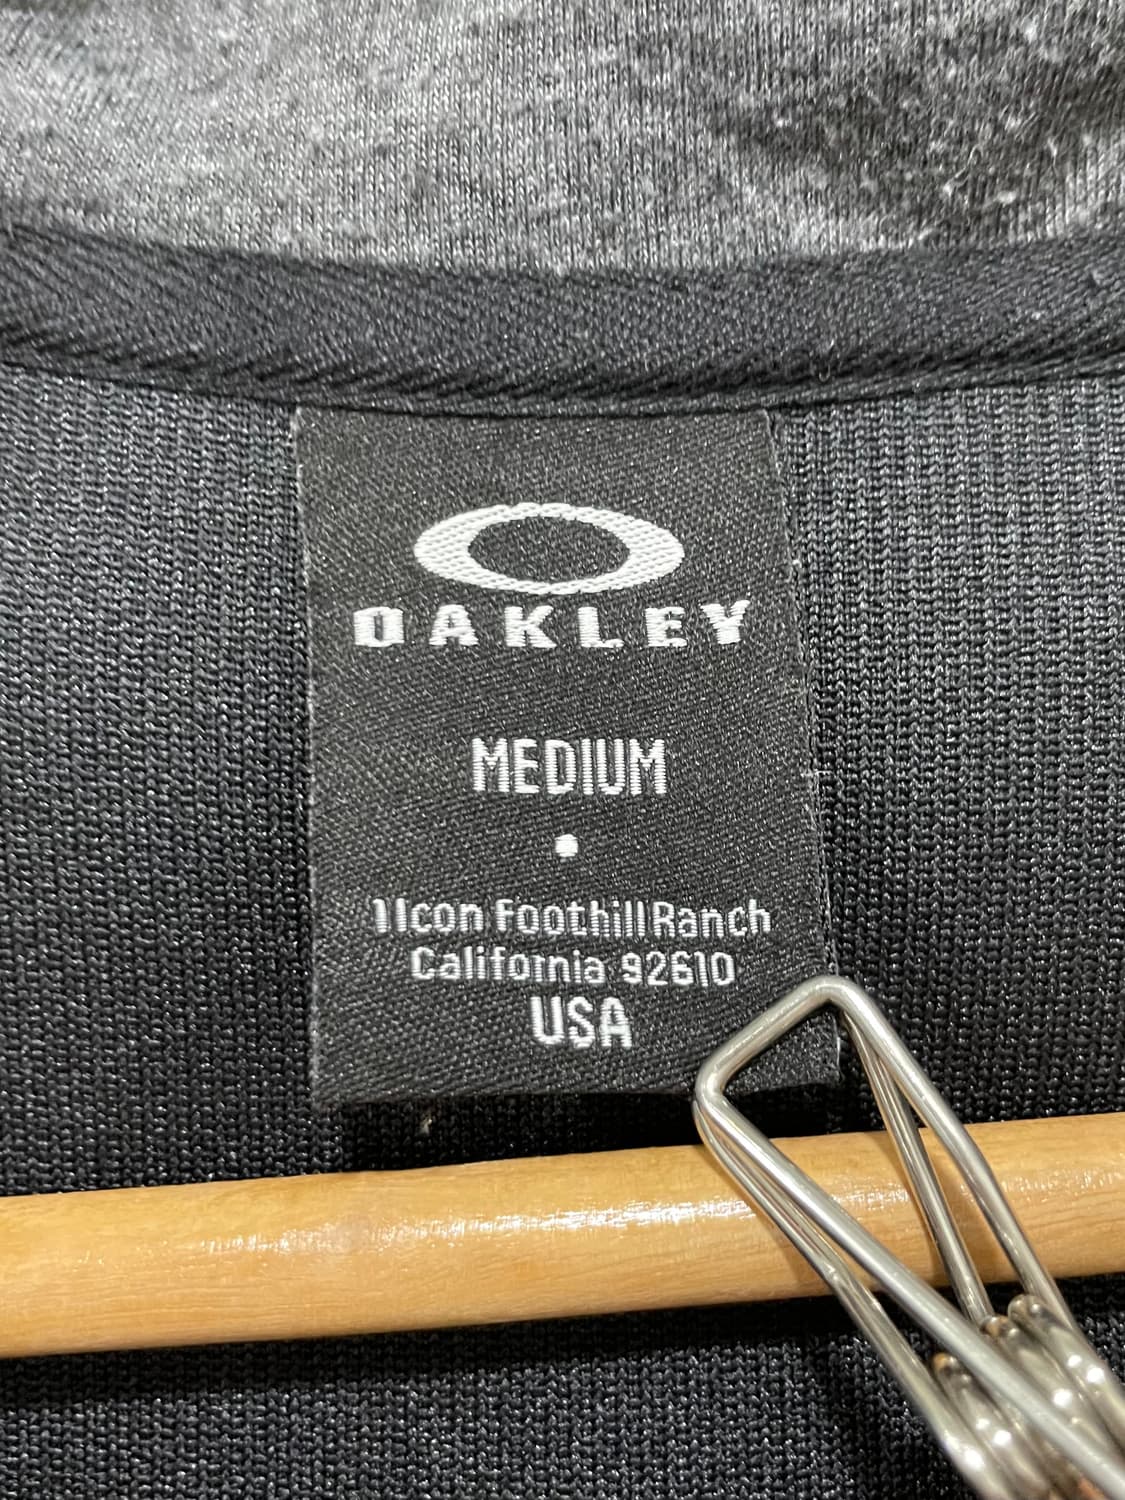 OAKLEY
MEDIUM
•
1 Icon Foothill Ranch
California 92610
USA